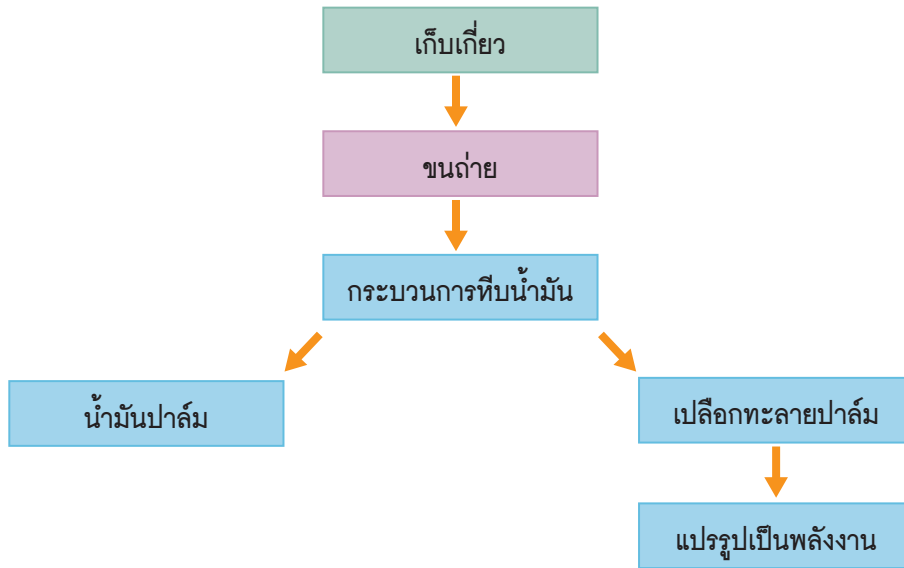 เก็บเกี่ยว
ขนถ่าย
กระบวนการหีบน้ำมัน
น้ำมันปาล์ม
เปลือกทะลายปาล์ม
แปรรูปเป็นพลังงาน